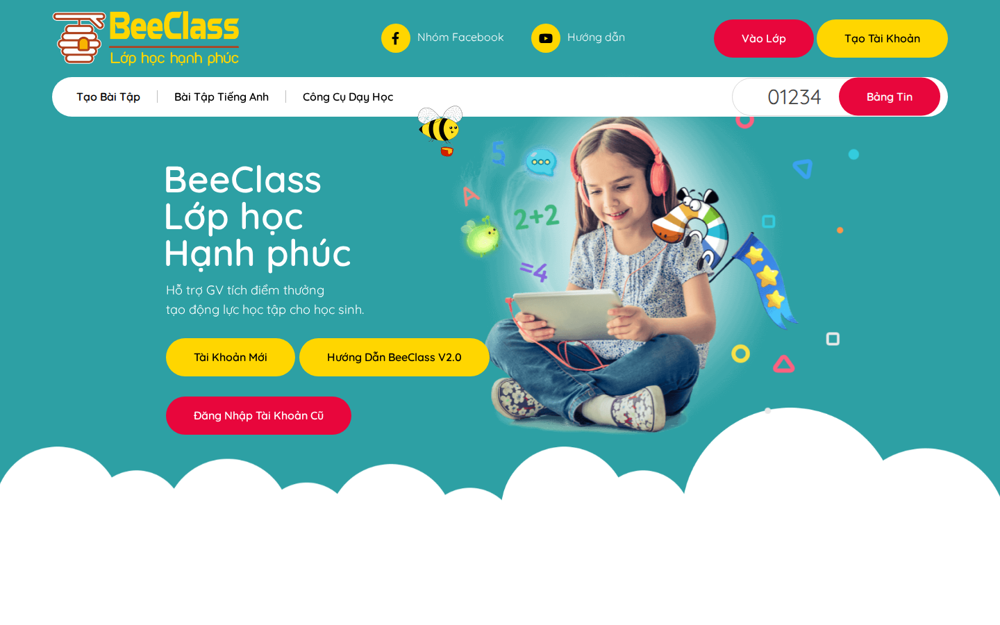 BeeClass
Lớp học hạnh phúc
Nhóm Facebook
Hướng dẫn
Vào Lớp
Tạo Tài Khoản
Tạo Bài Tập
Bài Tập Tiếng Anh
Công Cụ Dạy Học
01234
Bảng Tin
BeeClass
Lớp học
Hạnh phúc
Hỗ trợ GV tích điểm thưởng
tạo động lực học tập cho học sinh.
Tài Khoản Mới
Hướng Dẫn BeeClass V2.0
Đăng Nhập Tài Khoản Cũ
5
A
2+2
=4